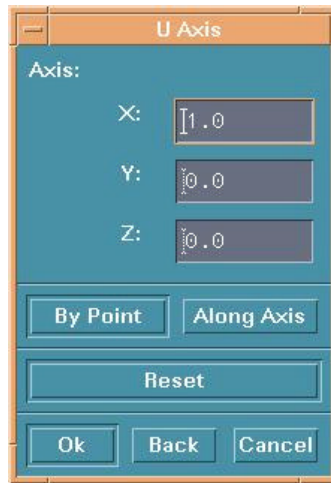 U Axis
Axis:
X: 1.0
Y: 0.0
Z: 0.0
By Point Along Axis
Reset
Ok Back Cancel